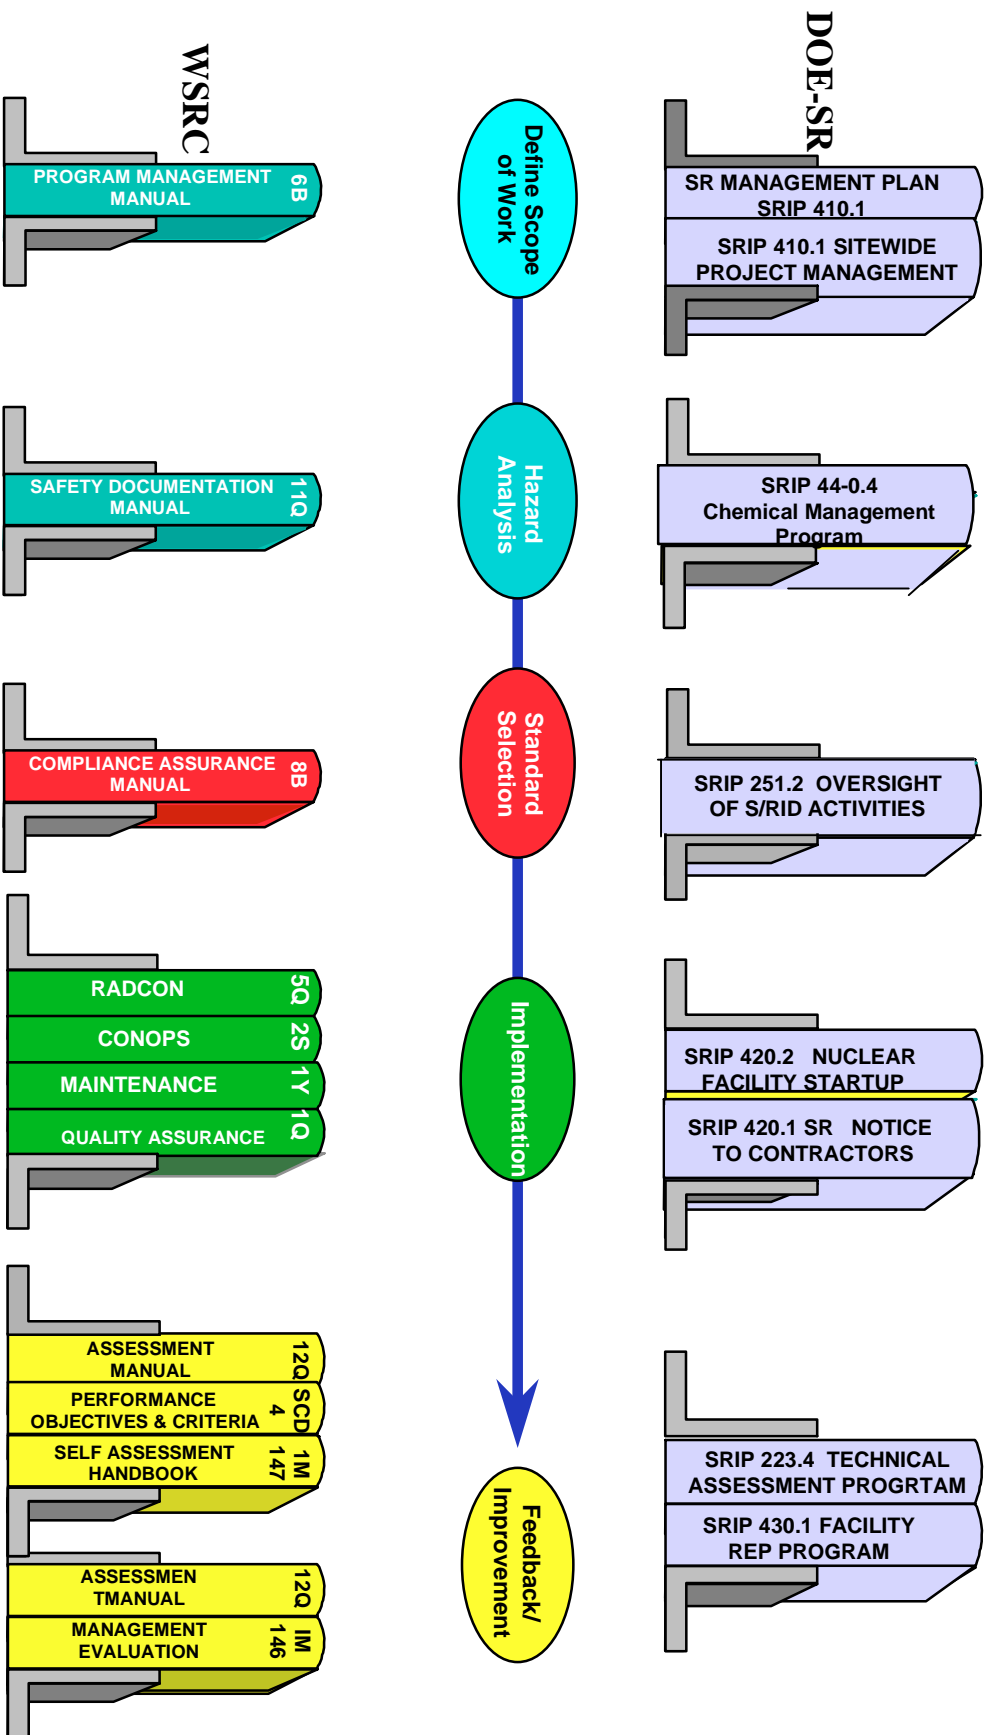 DOE-SR
SR MANAGEMENT PLAN
SRIP 410.1
SRIP 410.1 SITEWIDE
PROJECT MANAGEMENT
SRIP 44-0.4
Chemical Management
Program
SRIP 251.2 OVERSIGHT
OF S/RID ACTIVITIES
SRIP 420.2 NUCLEAR
FACILITY STARTUP
SRIP 420.1 SR NOTICE
TO CONTRACTORS
SRIP 223.4 TECHNICAL
ASSESSMENT PROGRTAM
SRIP 430.1 FACILITY
REP PROGRAM
Define Scope
of Work
Hazard
Analysis
Standard
Selection
Implementation
Feedback/
Improvement
WSRC
PROGRAM MANAGEMENT
MANUAL
6B
SAFETY DOCUMENTATION
MANUAL
11Q
COMPLIANCE ASSURANCE
MANUAL
8B
RADCON
5Q
CONOPS
2S
MAINTENANCE
1Y
QUALITY ASSURANCE
1Q
ASSESSMENT
MANUAL
12Q
PERFORMANCE
OBJECTIVES & CRITERIA
SCD
4
SELF ASSESSMENT
HANDBOOK
1M
147
ASSESSMEN
TMANUAL
12Q
MANAGEMENT
EVALUATION
IM
146